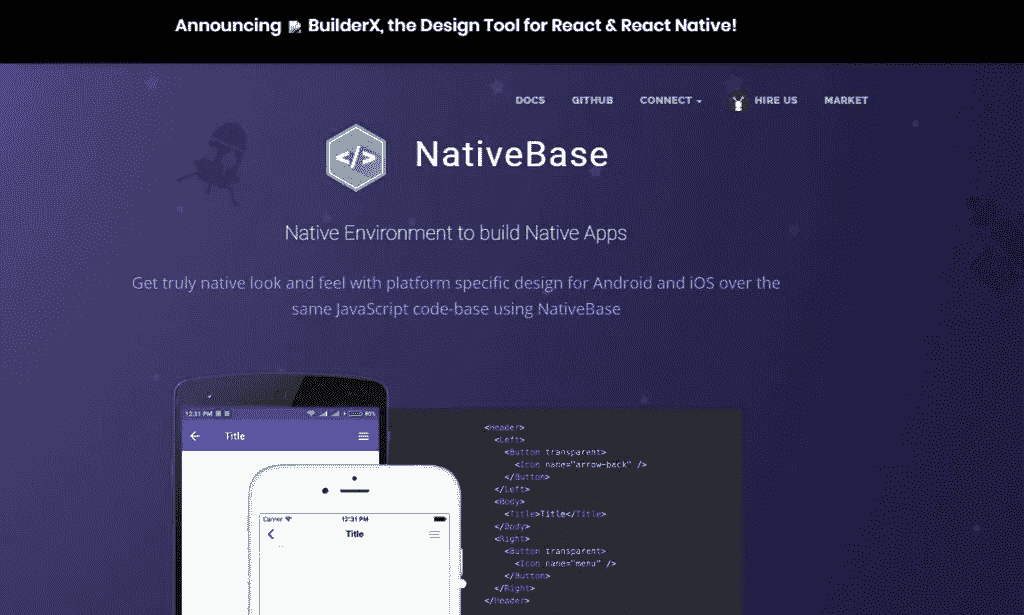 Announcing BuilderX, the Design Tool for React & React Native!
DOCS GITHUB CONNECT HIRE US MARKET
</>
NativeBase
Native Environment to build Native Apps
Get truly native look and feel with platform specific design for Android and iOS over the
same JavaScript code-base using NativeBase
12:31 PM 80%
Title
Carrier 12:31 PM
Title
<Header>
<Left>
<Button transparent>
<Icon name="arrow-back" />
</Button>
</Left>
<Body>
<Title>Title</Title>
</Body>
<Right>
<Button transparent>
<Icon name="menu" />
</Button>
</Right>
</Header>